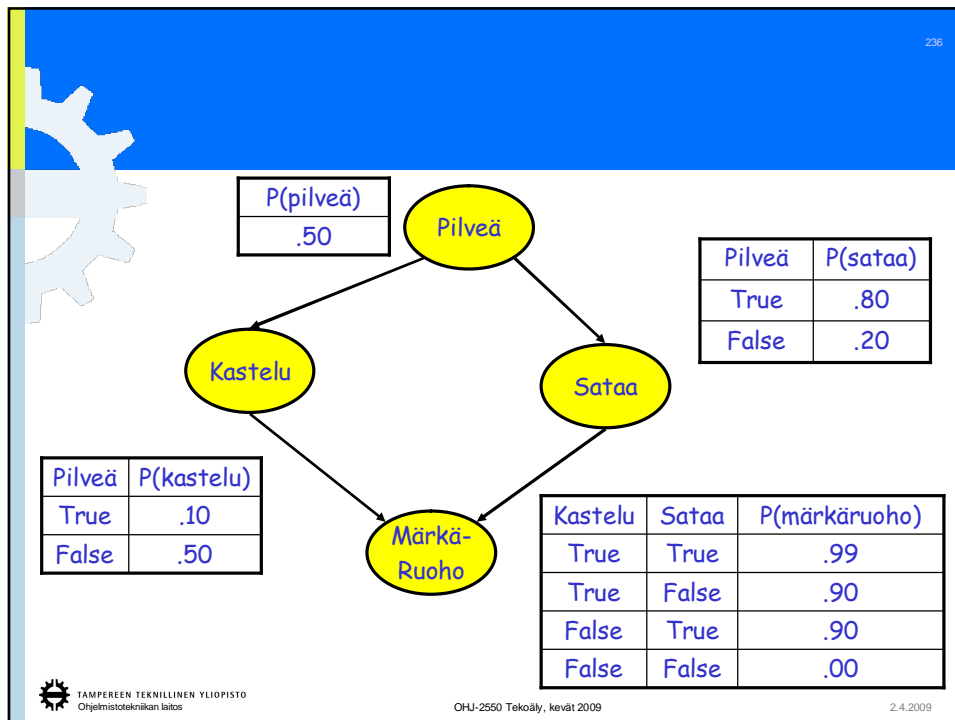 236
P(pilveä)
.50
Pilveä
Pilveä P(sataa)
True .80
False .20
Kastelu
Sataa
Pilveä P(kastelu)
True .10
False .50
Märkä-
Ruoho
Kastelu Sataa P(märkäruoho)
True True .99
True False .90
False True .90
False False .00
TAMPEREEN TEKNILLINEN YLIOPISTO
Ohjelmistotekniikan laitos
OHJ-2550 Tekoäly, kevät 2009
2.4.2009